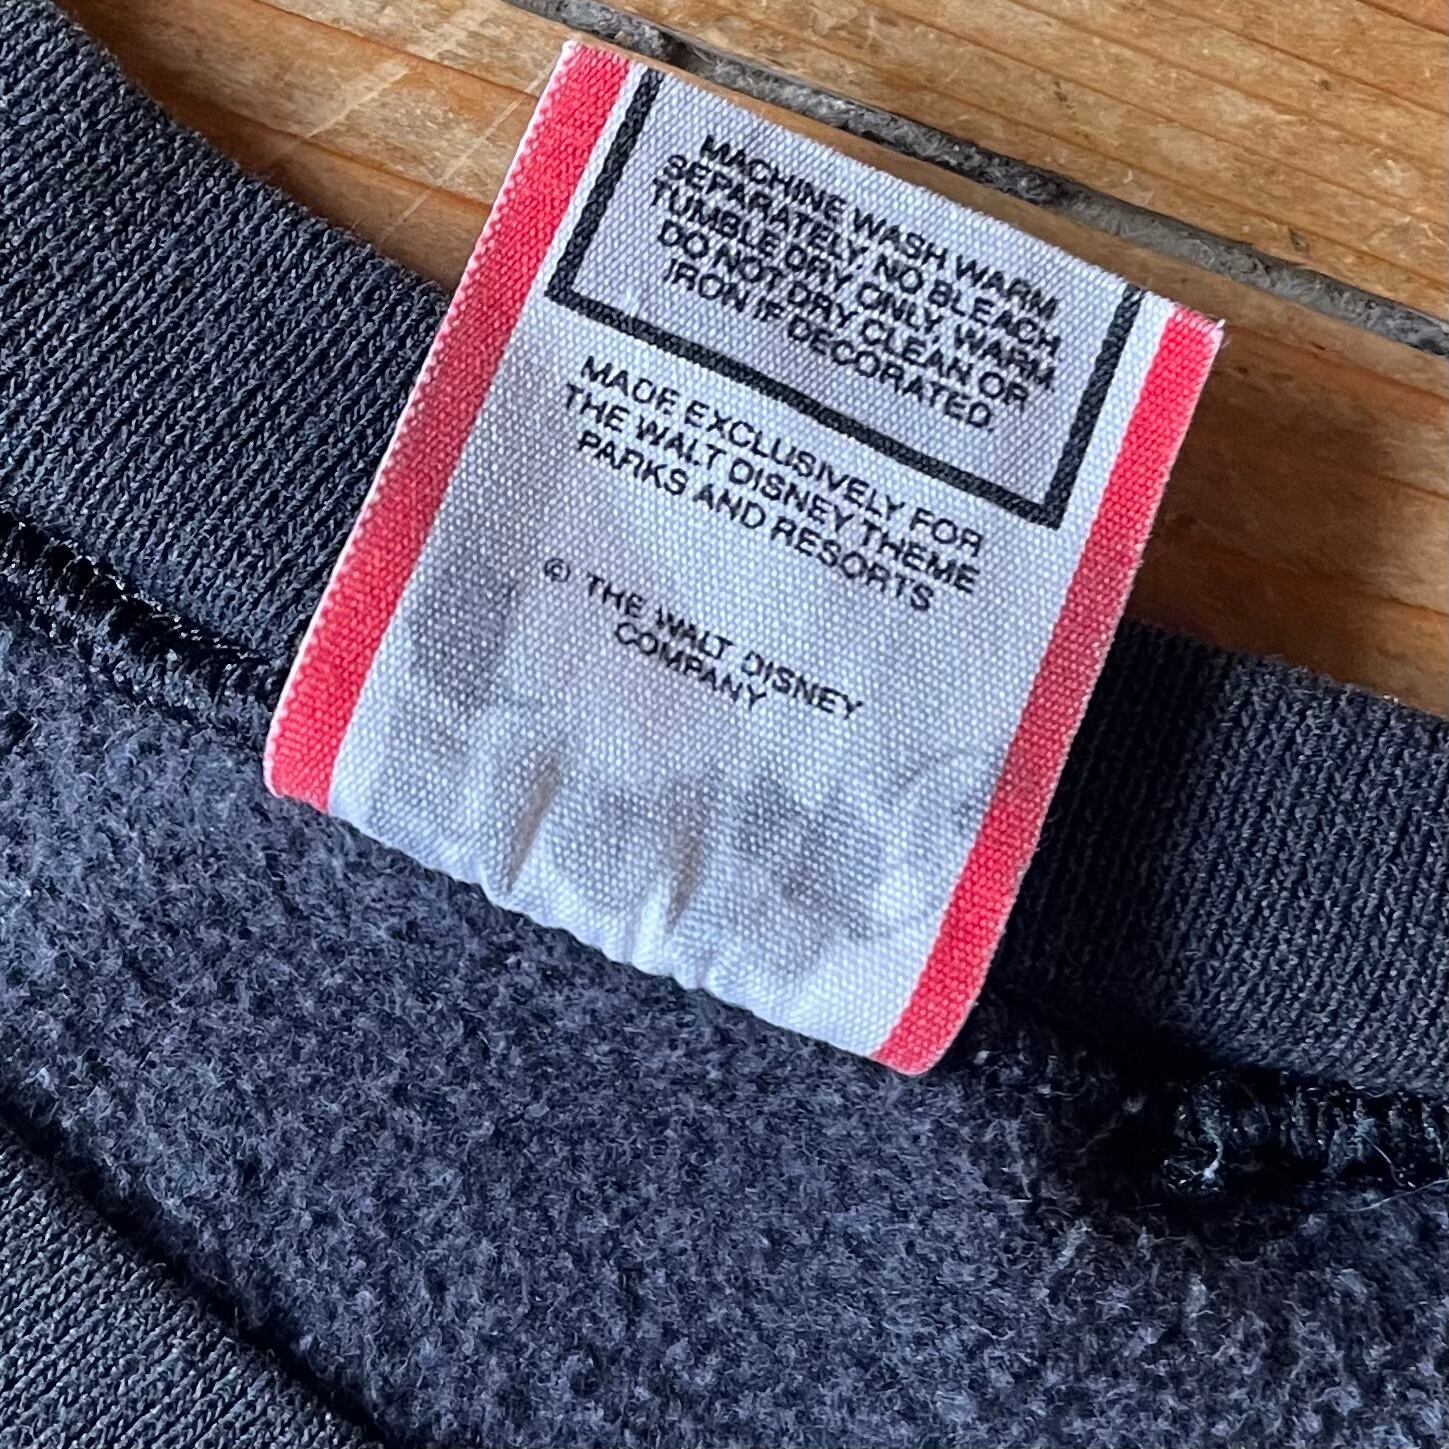 MACHINE WASH WARM
SEPARATELY, NO BLEACH
TUMBLE DRY ONLY, WARM
DO NOT DRY CLEAN OR
IRON IF DECORATED.
MADE EXCLUSIVELY FOR
THE WALT DISNEY THEME
PARKS AND RESORTS
© THE WALT DISNEY
COMPANY